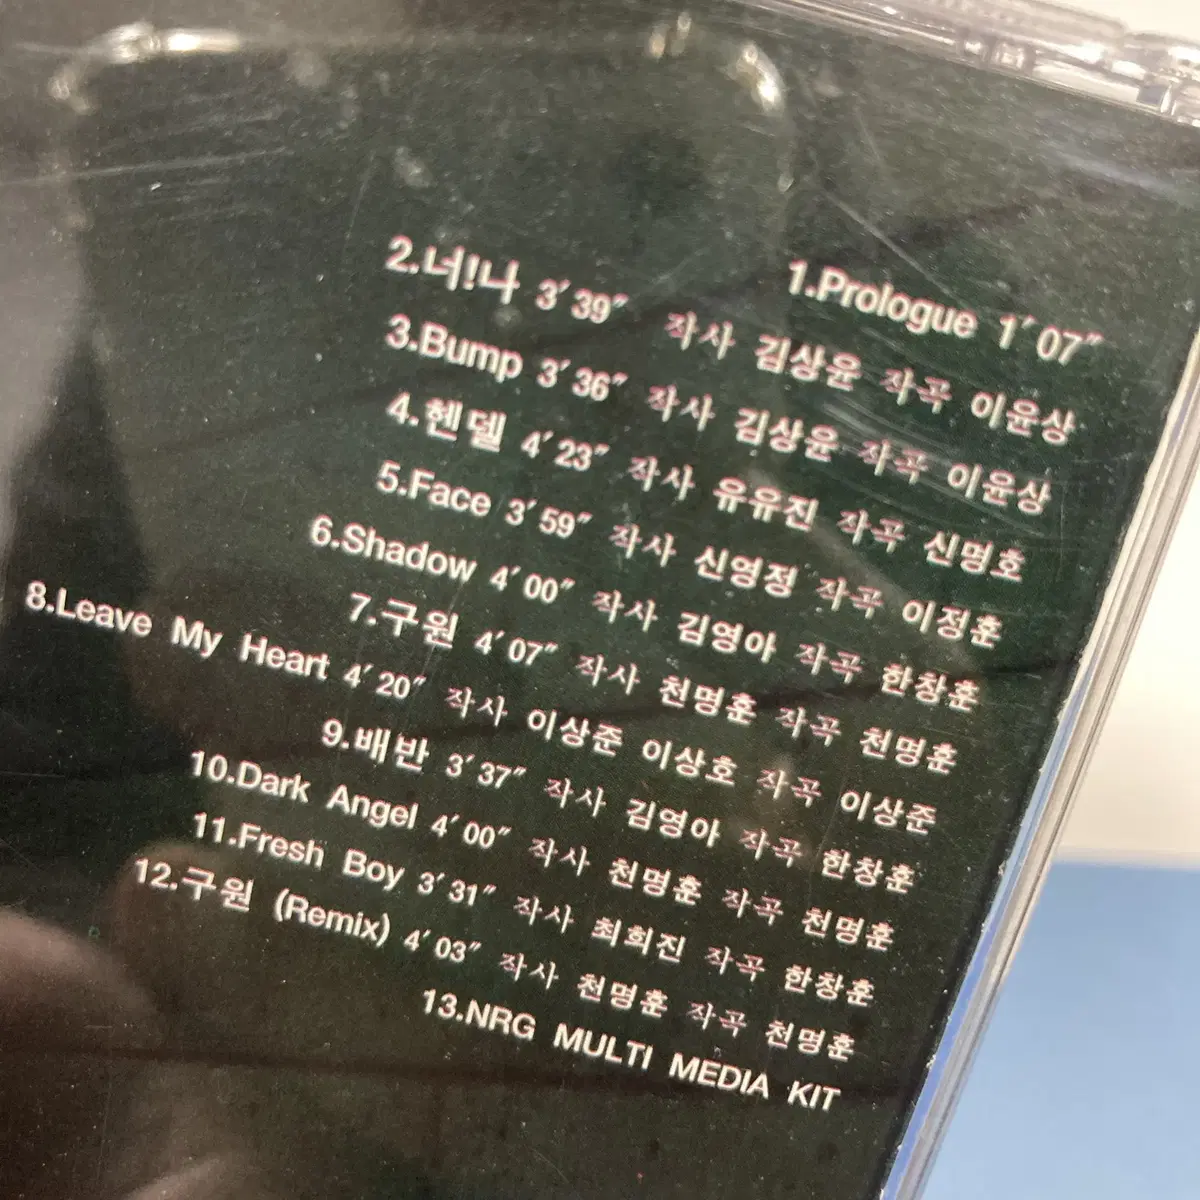 1.Prologue 1′07″
2.너!나 3′39″ 작사 김상윤 작곡 이윤상
3.Bump 3′36″ 작사 김상윤 작곡 이윤상
4.헨델 4′23″ 작사 유유진 작곡 신명호
5.Face 3′59″ 작사 신영정 작곡 이정훈
6.Shadow 4′00″ 작사 김영아 작곡 한창훈
7.구원 4′07″ 작사 천명훈 작곡 천명훈
8.Leave My Heart 4′20″ 작사 이상준 이상호 작곡 이상준
9.배반 3′37″ 작사 김영아 작곡 한창훈
10.Dark Angel 4′00″ 작사 천명훈 작곡 천명훈
11.Fresh Boy 3′31″ 작사 최희진 작곡 한창훈
12.구원 (Remix) 4′03″ 작사 천명훈 작곡 천명훈
13.NRG MULTI MEDIA KIT